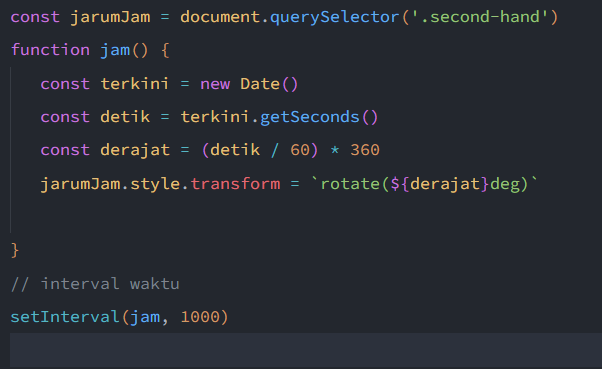 const jarumJam = document.querySelector('.second-hand')
function jam() {
const terkini = new Date()
const detik = terkini.getSeconds()
const derajat = (detik / 60) * 360
jarumJam.style.transform = `rotate(${derajat}deg)`
}
// interval waktu
setInterval(jam, 1000)